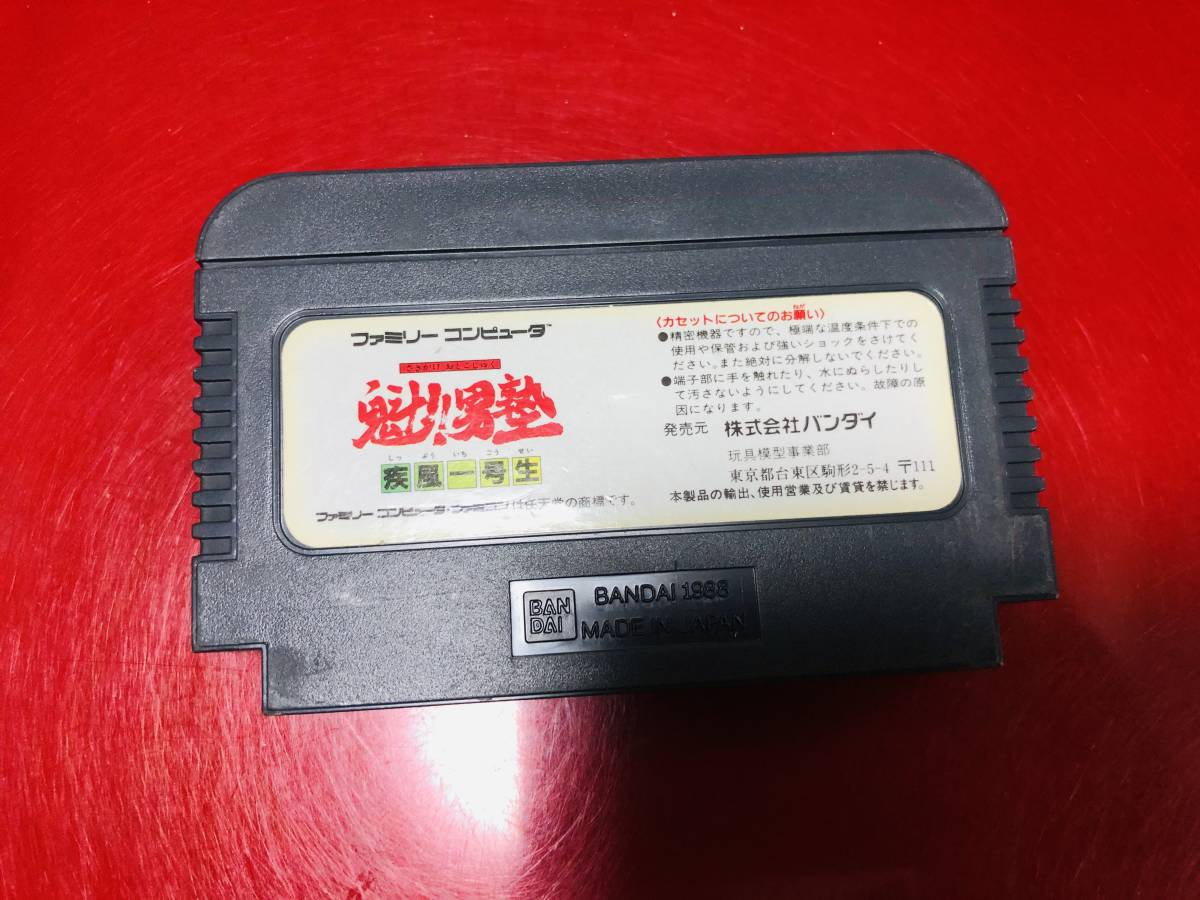 ファミリー コンピュータ™
さきがけ おとこじゅく
魁!!男塾
しっ ぷう いち ごう せい
疾風一号生
ファミリー コンピュータ・ファミコンは任天堂の商標です。
〈カセットについてのお願い〉
ねが
●精密機器ですので、極端な温度条件下での
使用や保管および強いショックをさけてく
ださい。また絶対に分解しないでください。
●端子部に手を触れたり、水にぬらしたりし
て汚さないようにしてください。故障の原
因になります。
発売元 株式会社バンダイ
玩具模型事業部
東京都台東区駒形2-5-4 〒111
本製品の輸出、使用営業及び賃貸を禁じます。
BAN
DAI
BANDAI 1988
MADE IN JAPAN